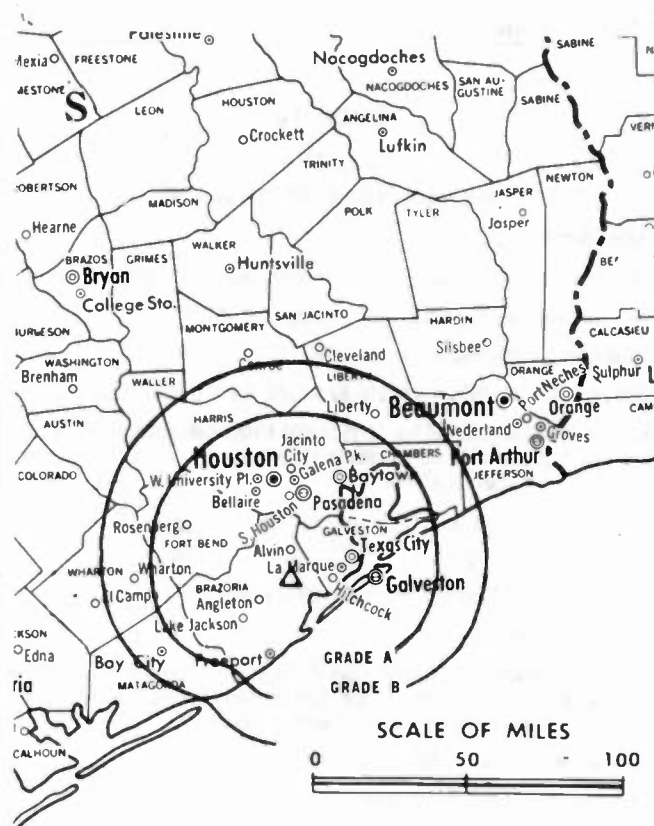 Palestine
SABINE
Mexia
FREESTONE
Nacogdoches
NACOGDOCHES
SAN AU-
GUSTINE
SABINE
S
LEON
HOUSTON
Crockett
ANGELINA
Lufkin
TRINITY
ROBERTSON
MADISON
JASPER
NEWTON
Hearne
POLK
TYLER
Jasper
BRAZOS
GRIMES
WALKER
Bryan
Huntsville
College Sta.
SAN JACINTO
HARDIN
MONTGOMERY
CALCASIEU
WASHINGTON
Conroe
Cleveland
Silsbee
ORANGE
Sulphur
Brenham
WALLER
LIBERTY
Port Neches
Liberty
Beaumont
Orange
AUSTIN
HARRIS
Nederland
Groves
Jacinto
City
CHAMBERS
Port Arthur
COLORADO
Houston
Galena Pk.
JEFFERSON
W. University Pl.
Baytown
Bellaire
Pasadena
S. Houston
Rosenberg
GALVESTON
FORT BEND
Alvin
Texas City
La Marque
WHARTON
Wharton
Galveston
El Campo
BRAZORIA
Hitchcock
Angleton
Lake Jackson
Edna
Bay City
Freeport
GRADE A
MATAGORDA
GRADE B
CALHOUN
SCALE OF MILES
0 50 100